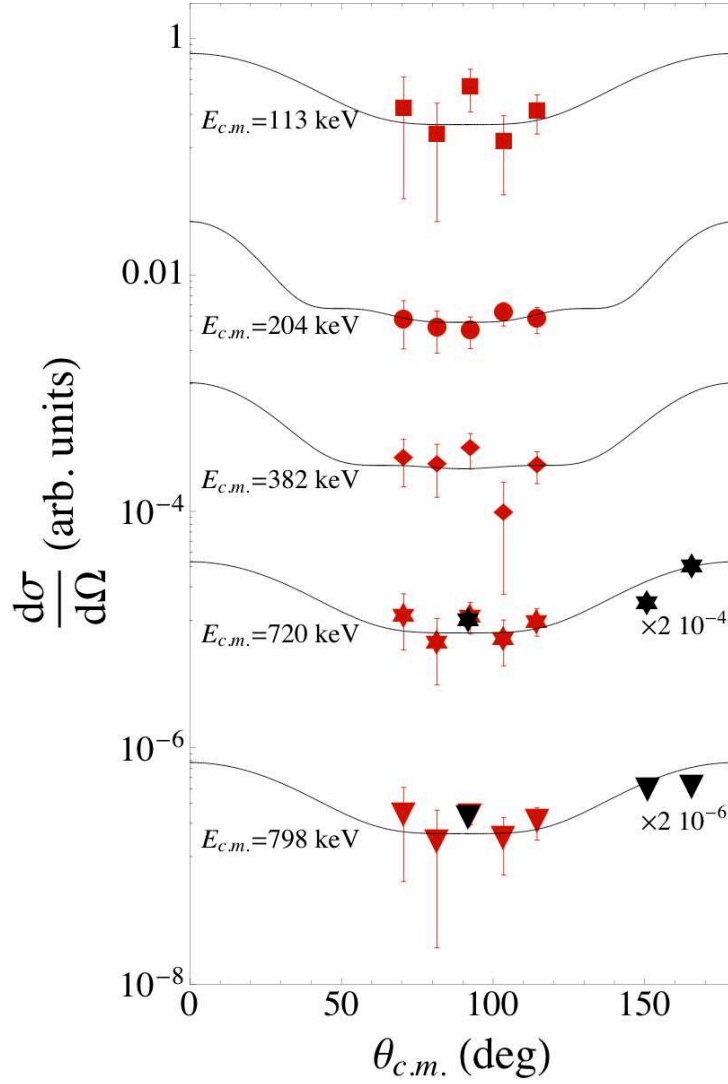 1
E_{c.m.}=113 keV
0.01
E_{c.m.}=204 keV
E_{c.m.}=382 keV
10^{-4}
E_{c.m.}=720 keV
×2 10^{-4}
10^{-6}
E_{c.m.}=798 keV
×2 10^{-6}
10^{-8}
dσ
dΩ
(arb. units)
0 50 100 150
θ_{c.m.} (deg)